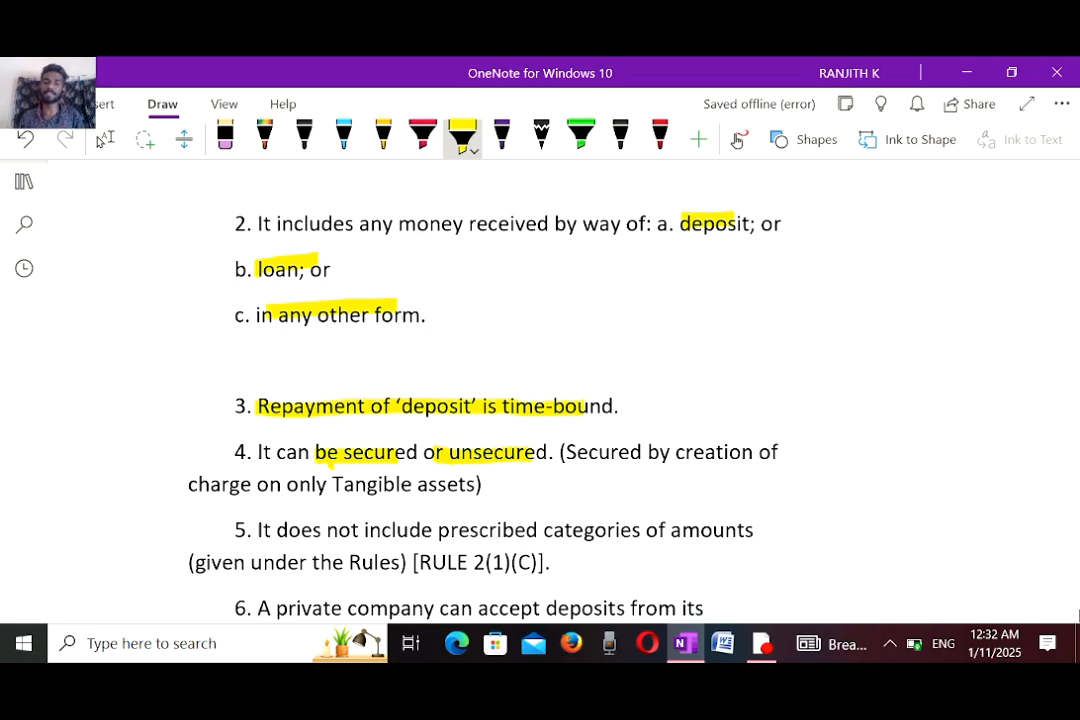 OneNote for Windows 10
RANJITH K
ert Draw View Help
Saved offline (error)
Share
Shapes
Ink to Shape
Ink to Text
2. It includes any money received by way of: a. deposit; or
b. loan; or
c. in any other form.
3. Repayment of ‘deposit’ is time-bound.
4. It can be secured or unsecured. (Secured by creation of
charge on only Tangible assets)
5. It does not include prescribed categories of amounts
(given under the Rules) [RULE 2(1)(C)].
6. A private company can accept deposits from its
Type here to search
Brea...
ENG
12:32 AM
1/11/2025